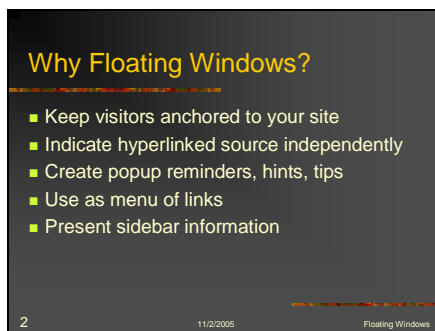 Why Floating Windows?
Keep visitors anchored to your site
Indicate hyperlinked source independently
Create popup reminders, hints, tips
Use as menu of links
Present sidebar information
2
11/2/2005
Floating Windows